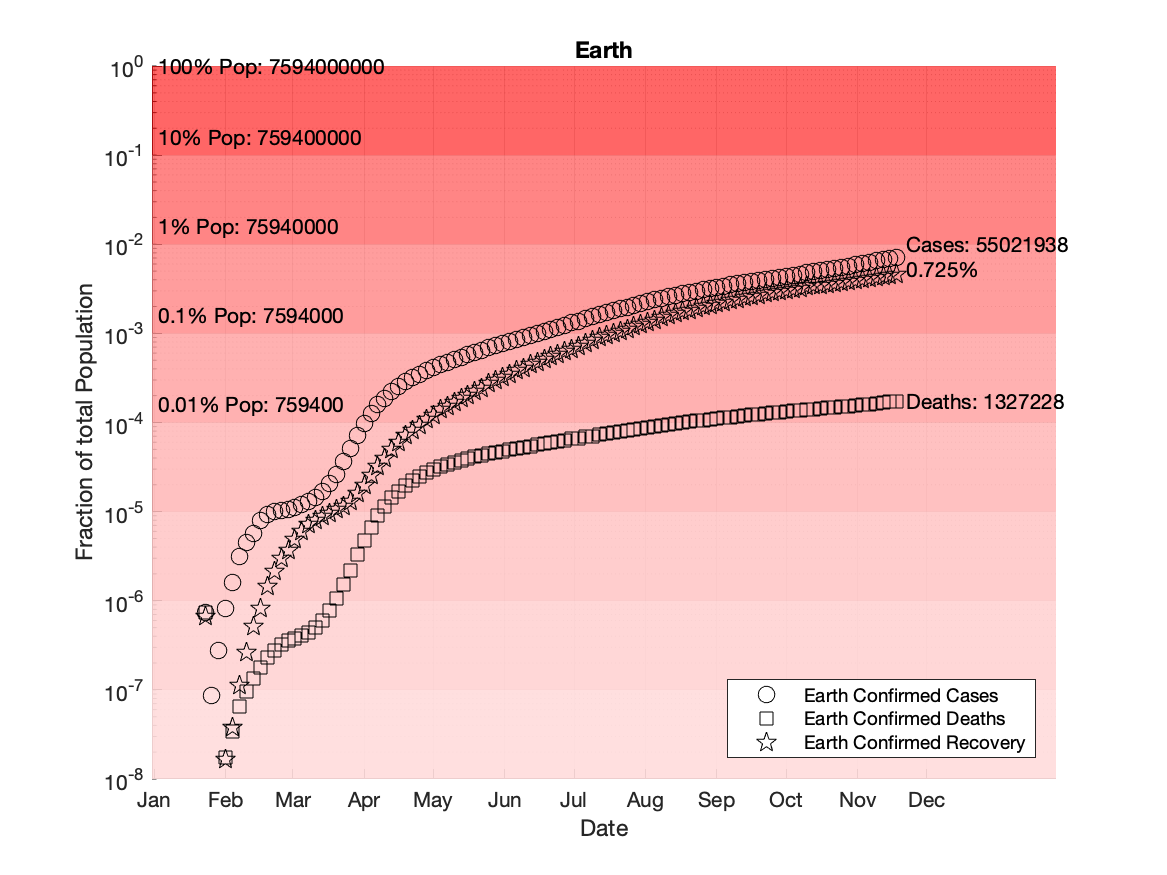 Earth
10^0
100% Pop: 7594000000
10% Pop: 759400000
10^-1
1% Pop: 75940000
10^-2
Cases: 55021938
0.725%
0.1% Pop: 7594000
10^-3
0.01% Pop: 759400
Deaths: 1327228
10^-4
10^-5
10^-6
10^-7
10^-8
Fraction of total Population
Earth Confirmed Cases
Earth Confirmed Deaths
Earth Confirmed Recovery
Jan Feb Mar Apr May Jun Jul Aug Sep Oct Nov Dec
Date